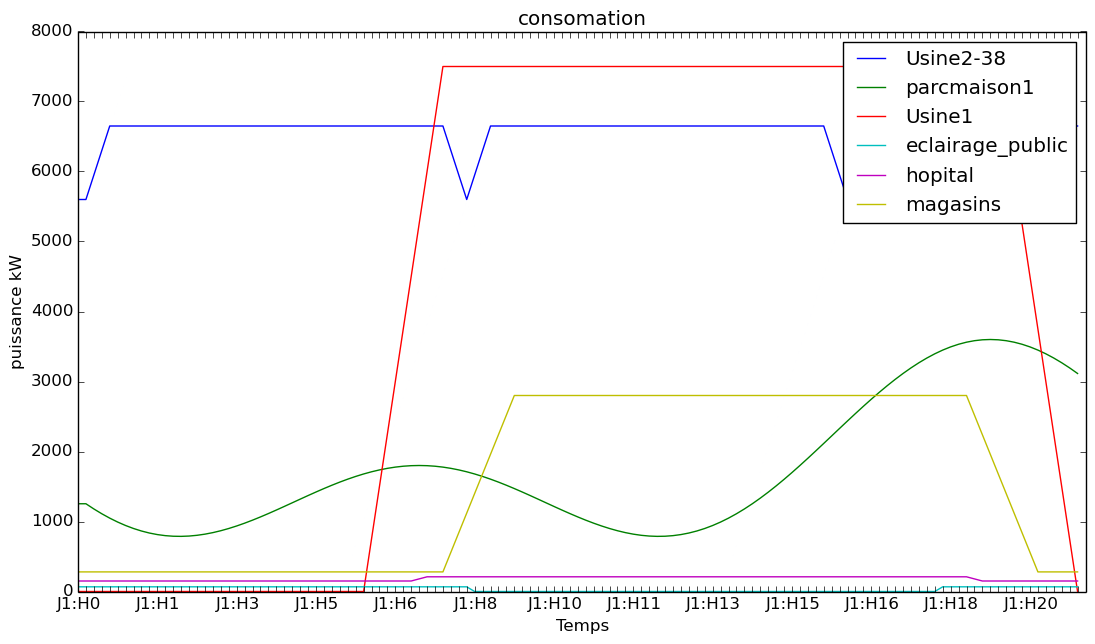 consomation
8000
7000
6000
5000
4000
3000
2000
1000
0
puissance kW
Usine2-38
parcmaison1
Usine1
eclairage_public
hopital
magasins
J1:H0 J1:H1 J1:H3 J1:H5 J1:H6 J1:H8 J1:H10 J1:H11 J1:H13 J1:H15 J1:H16 J1:H18 J1:H20
Temps